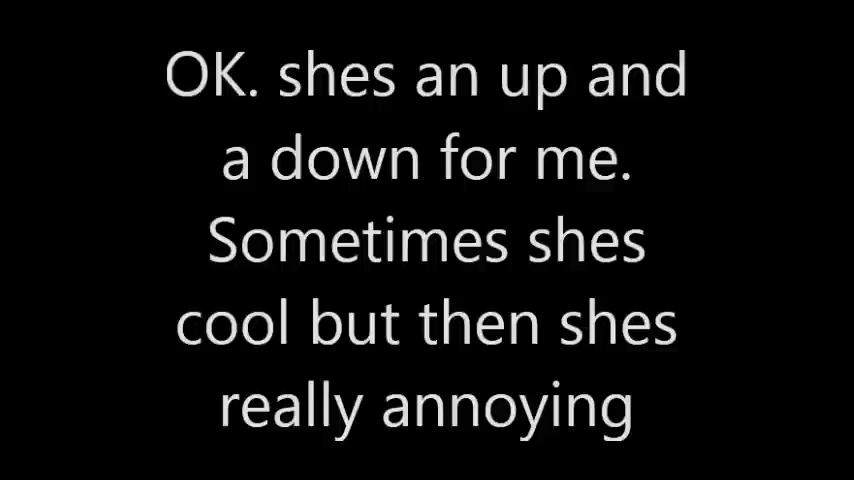 OK. shes an up and
a down for me.
Sometimes shes
cool but then shes
really annoying